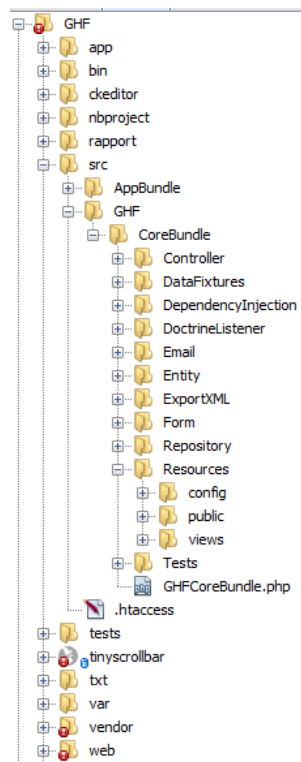 GHF
app
bin
ckeditor
nbproject
rapport
src
AppBundle
GHF
CoreBundle
Controller
DataFixtures
DependencyInjection
DoctrineListener
Email
Entity
ExportXML
Form
Repository
Resources
config
public
views
Tests
GHFCoreBundle.php
.htaccess
tests
tinyscrollbar
txt
var
vendor
web